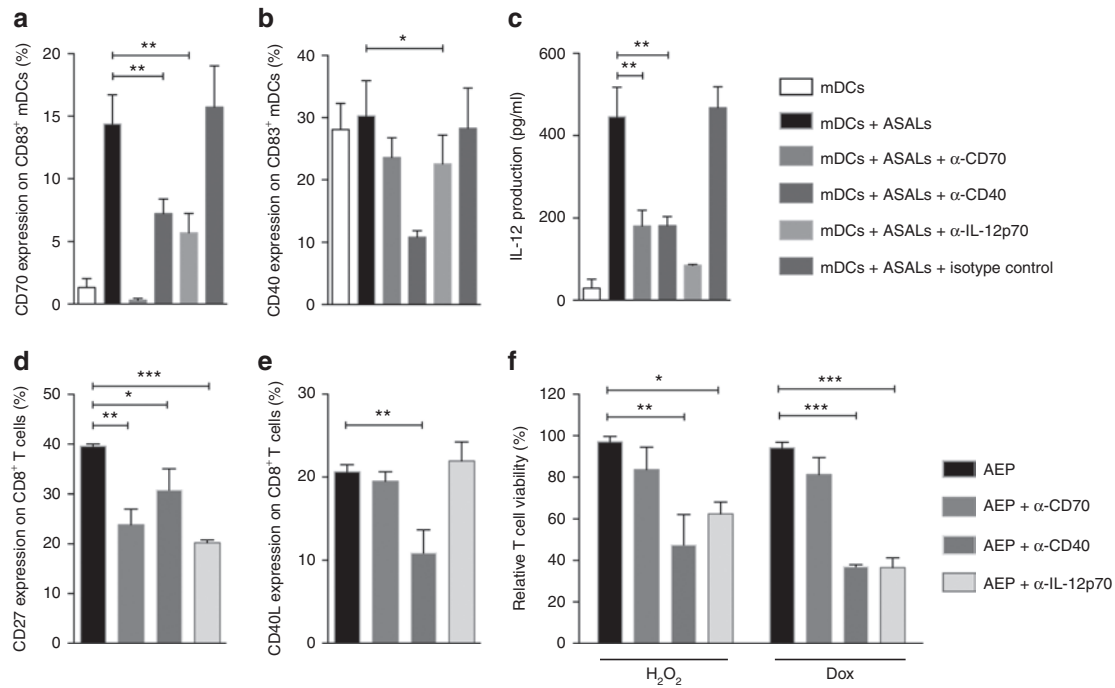 a
CD70 expression on CD83⁺ mDCs (%)
20
15
10
5
0
**
**
b
CD40 expression on CD83⁺ mDCs (%)
50
40
30
20
10
0
*
c
IL-12 production (pg/ml)
600
400
200
0
**
**
mDCs
mDCs + ASALs
mDCs + ASALs + α-CD70
mDCs + ASALs + α-CD40
mDCs + ASALs + α-IL-12p70
mDCs + ASALs + isotype control
d
CD27 expression on CD8⁺ T cells (%)
50
40
30
20
10
0
***
*
**
e
CD40L expression on CD8⁺ T cells (%)
30
20
10
0
**
f
Relative T cell viability (%)
120
100
80
60
40
20
0
*
**
***
***
H₂O₂
Dox
AEP
AEP + α-CD70
AEP + α-CD40
AEP + α-IL-12p70